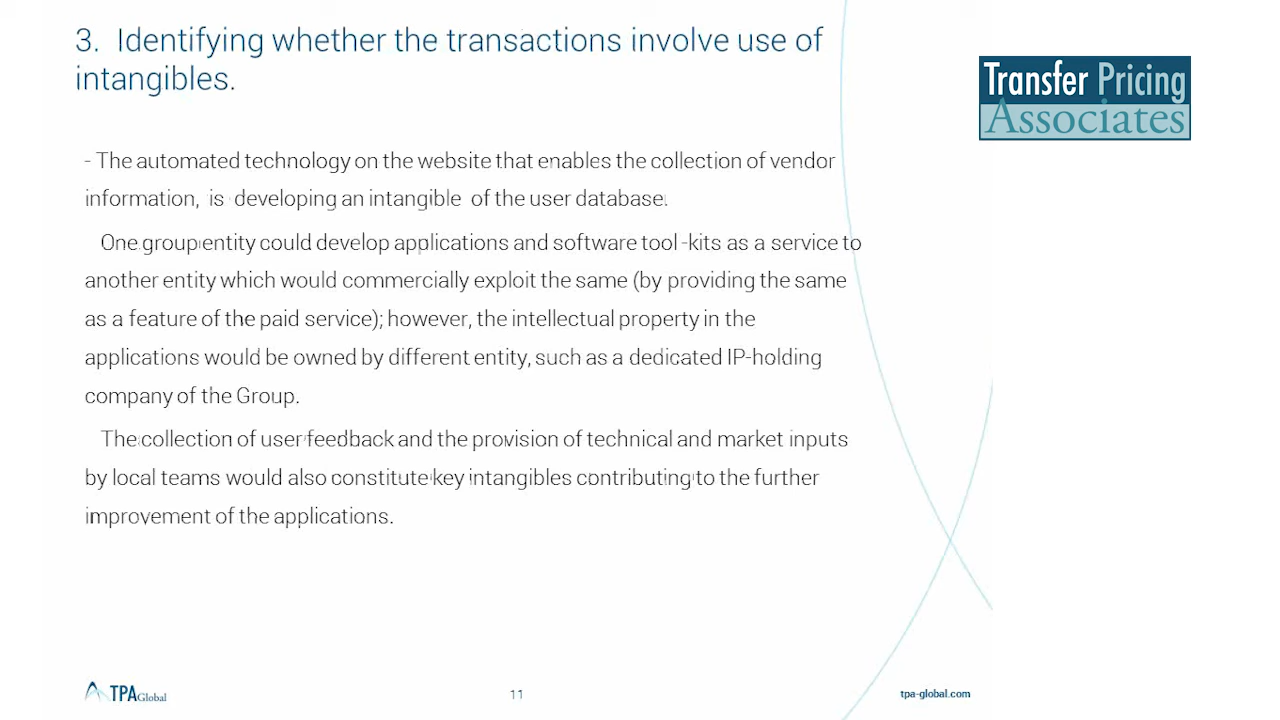 3. Identifying whether the transactions involve use of
intangibles.
Transfer Pricing
Associates
- The automated technology on the website that enables the collection of vendor
information, is developing an intangible of the user database.
One group entity could develop applications and software tool-kits as a service to
another entity which would commercially exploit the same (by providing the same
as a feature of the paid service); however, the intellectual property in the
applications would be owned by different entity, such as a dedicated IP-holding
company of the Group.
The collection of user feedback and the provision of technical and market inputs
by local teams would also constitute key intangibles contributing to the further
improvement of the applications.
TPA Global
11
tpa-global.com